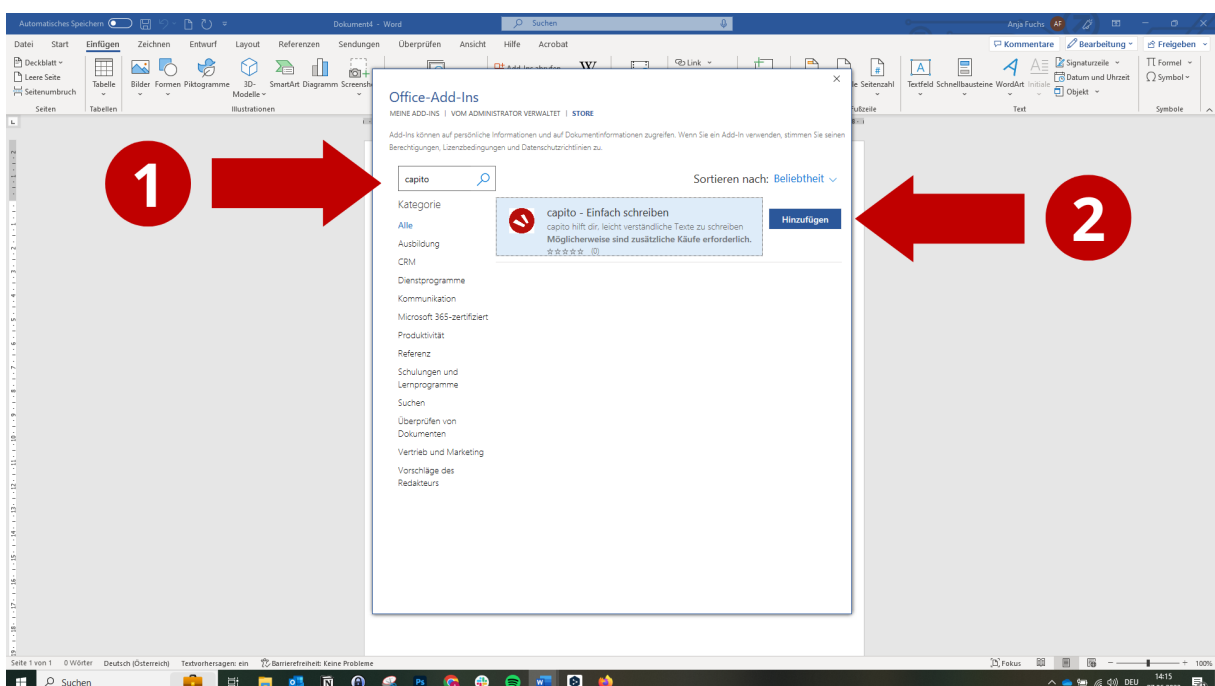 Automatisches Speichern
Dokument4 - Word
Suchen
Anja Fuchs
AF
Datei Start Einfügen Zeichnen Entwurf Layout Referenzen Sendungen Überprüfen Ansicht Hilfe Acrobat
Kommentare
Bearbeitung
Freigeben
Deckblatt
Leere Seite
Seitenumbruch
Seiten
Tabelle
Tabellen
Bilder Formen Piktogramme 3D-Modelle SmartArt Diagramm
Illustrationen
Link
Seitenzahl
Textfeld Schnellbausteine WordArt Initiale
Signaturzeile
Datum und Uhrzeit
Objekt
Text
Formel
Symbol
Symbole
Office-Add-Ins
MEINE ADD-INS | VOM ADMINISTRATOR VERWALTET | STORE
Add-Ins können auf persönliche Informationen und auf Dokumentinformationen zugreifen. Wenn Sie ein Add-In verwenden, stimmen Sie seinen
Berechtigungen, Lizenzbedingungen und Datenschutzrichtlinien zu.
1
capito
Sortieren nach: Beliebtheit
Kategorie
Alle
Ausbildung
CRM
Dienstprogramme
Kommunikation
Microsoft 365-zertifiziert
Produktivität
Referenz
Schulungen und
Lernprogramme
Suchen
Überprüfen von
Dokumenten
Vertrieb und Marketing
Vorschläge des
Redakteurs
capito - Einfach schreiben
capito hilft dir, leicht verständliche Texte zu schreiben
Möglicherweise sind zusätzliche Käufe erforderlich.
(0)
Hinzufügen
2
Seite 1 von 1 0 Wörter Deutsch (Österreich) Textvorhersagen: ein Barrierefreiheit: Keine Probleme
Fokus
100%
Suchen
DEU
14:15